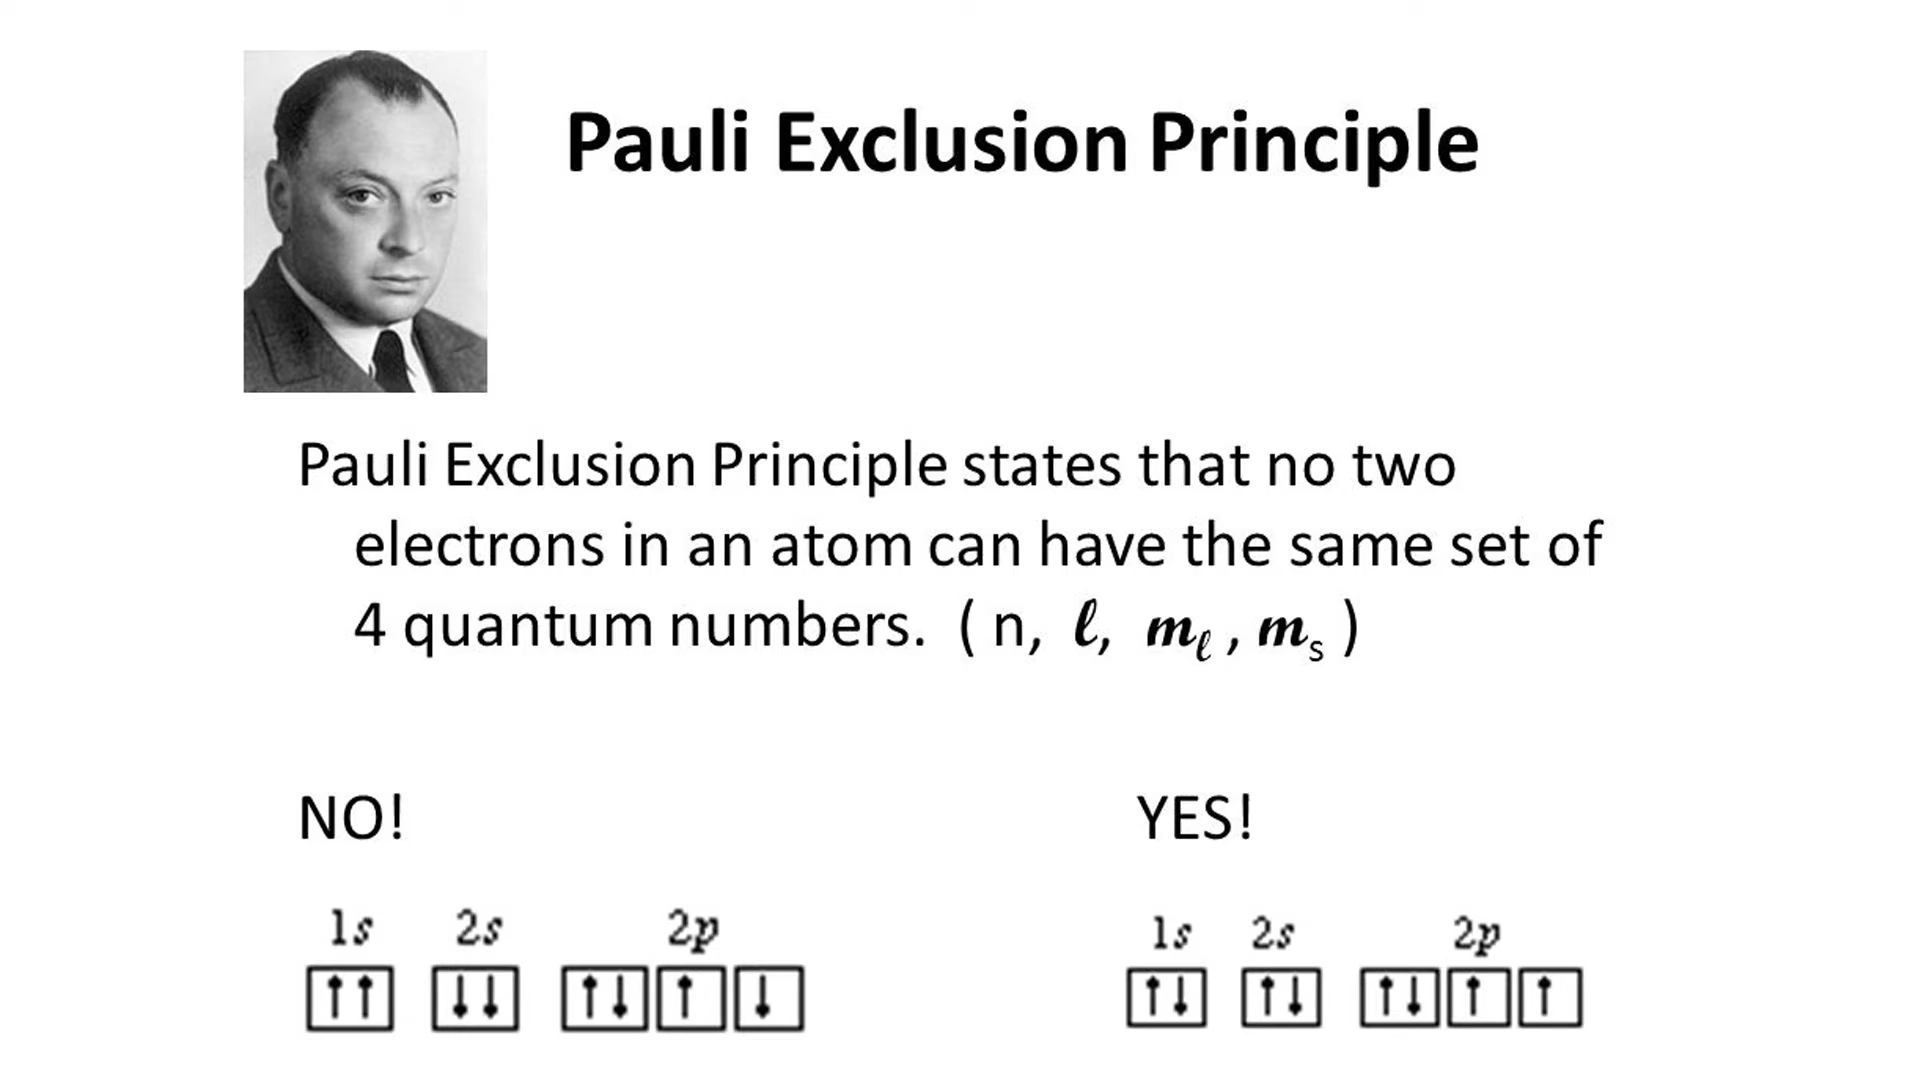 Pauli Exclusion Principle
Pauli Exclusion Principle states that no two
electrons in an atom can have the same set of
4 quantum numbers. ( n, ℓ, mℓ , ms )
NO! YES!
1s 2s 2p 1s 2s 2p
↑↑ ↓↓ ↑↓ ↑ ↓ ↑↓ ↑↓ ↑↓ ↑ ↑